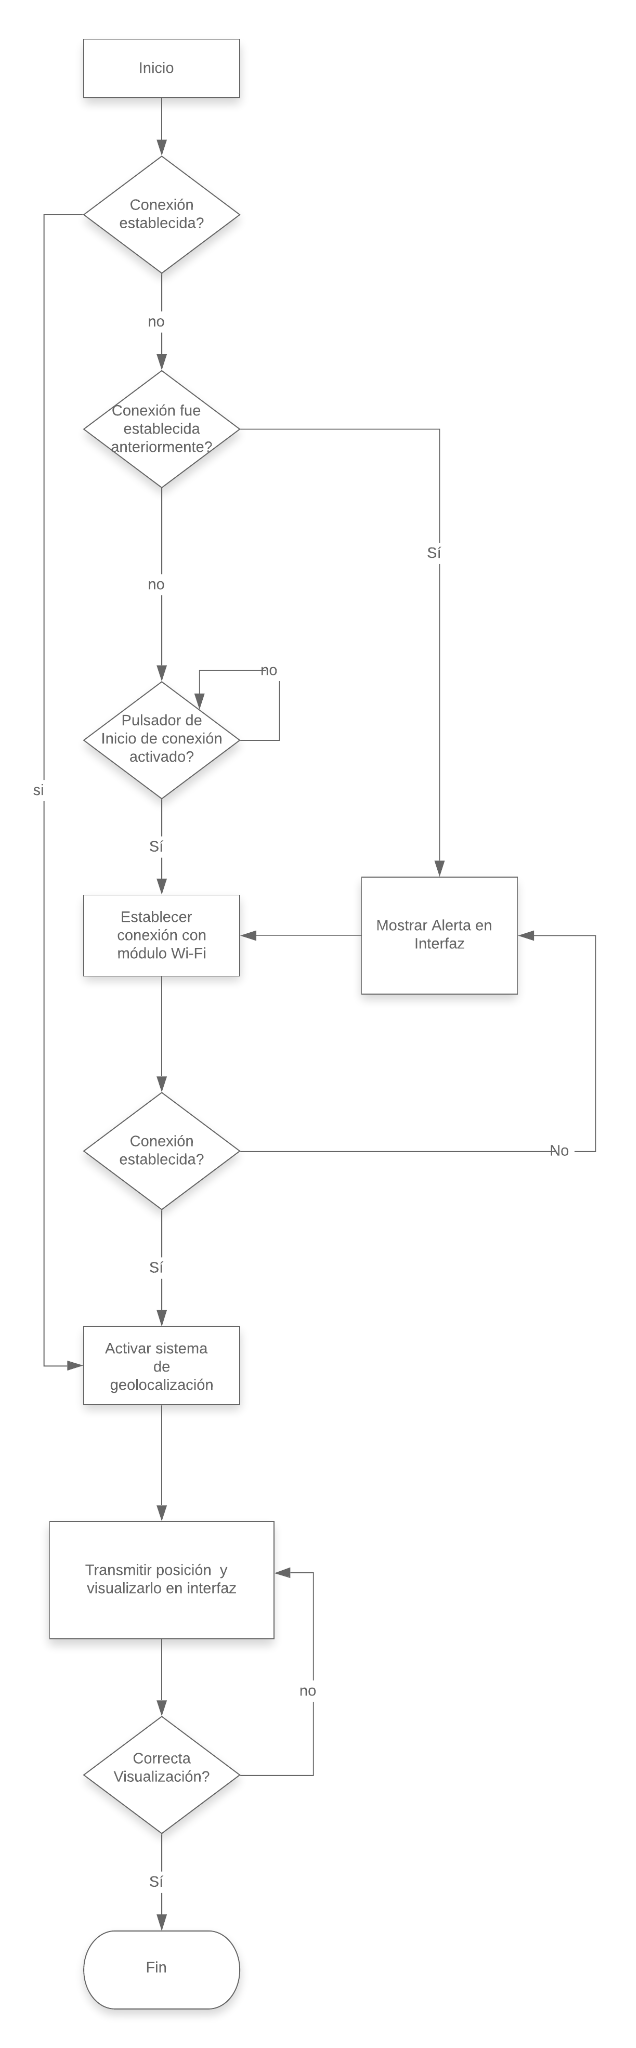 Inicio
Conexión
establecida?
no
Conexión fue
establecida
anteriormente?
Sí
no
no
Pulsador de
Inicio de conexión
activado?
si
Sí
Establecer
conexión con
módulo Wi-Fi
Mostrar Alerta en
Interfaz
Conexión
establecida?
No
Sí
Activar sistema
de
geolocalización
Transmitir posición y
visualizarlo en interfaz
no
Correcta
Visualización?
Sí
Fin